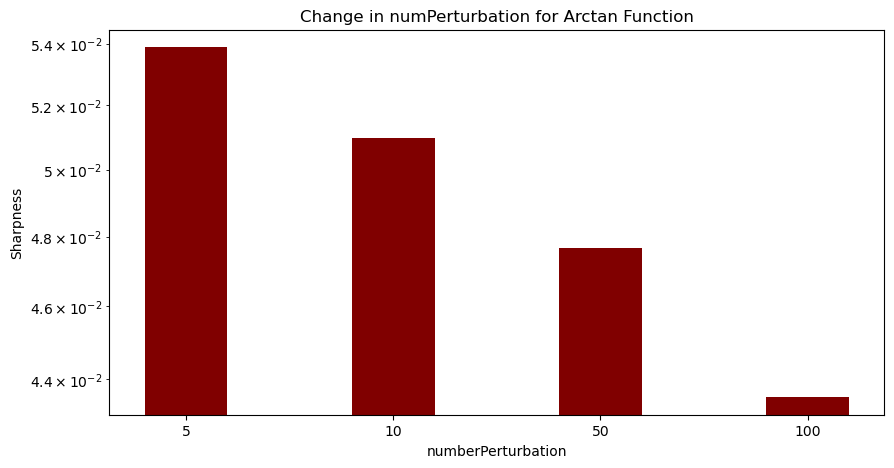 Change in numPerturbation for Arctan Function
5.4 × 10⁻²
5.2 × 10⁻²
5 × 10⁻²
4.8 × 10⁻²
4.6 × 10⁻²
4.4 × 10⁻²
Sharpness
5 10 50 100
numberPerturbation